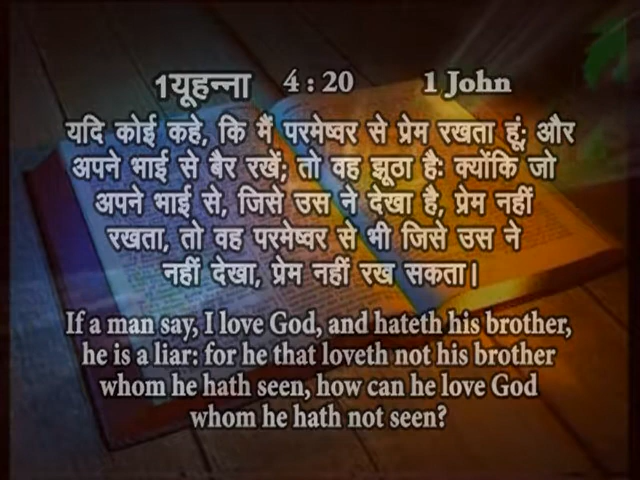 1यूहन्ना 4 : 20 1 John
यदि कोई कहे, कि मैं परमेष्वर से प्रेम रखता हूं; और
अपने भाई से बैर रखें; तो वह झूठा हैः क्योंकि जो
अपने भाई से, जिसे उस ने देखा है, प्रेम नहीं
रखता, तो वह परमेष्वर से भी जिसे उस ने
नहीं देखा, प्रेम नहीं रख सकता।
If a man say, I love God, and hateth his brother,
he is a liar: for he that loveth not his brother
whom he hath seen, how can he love God
whom he hath not seen?